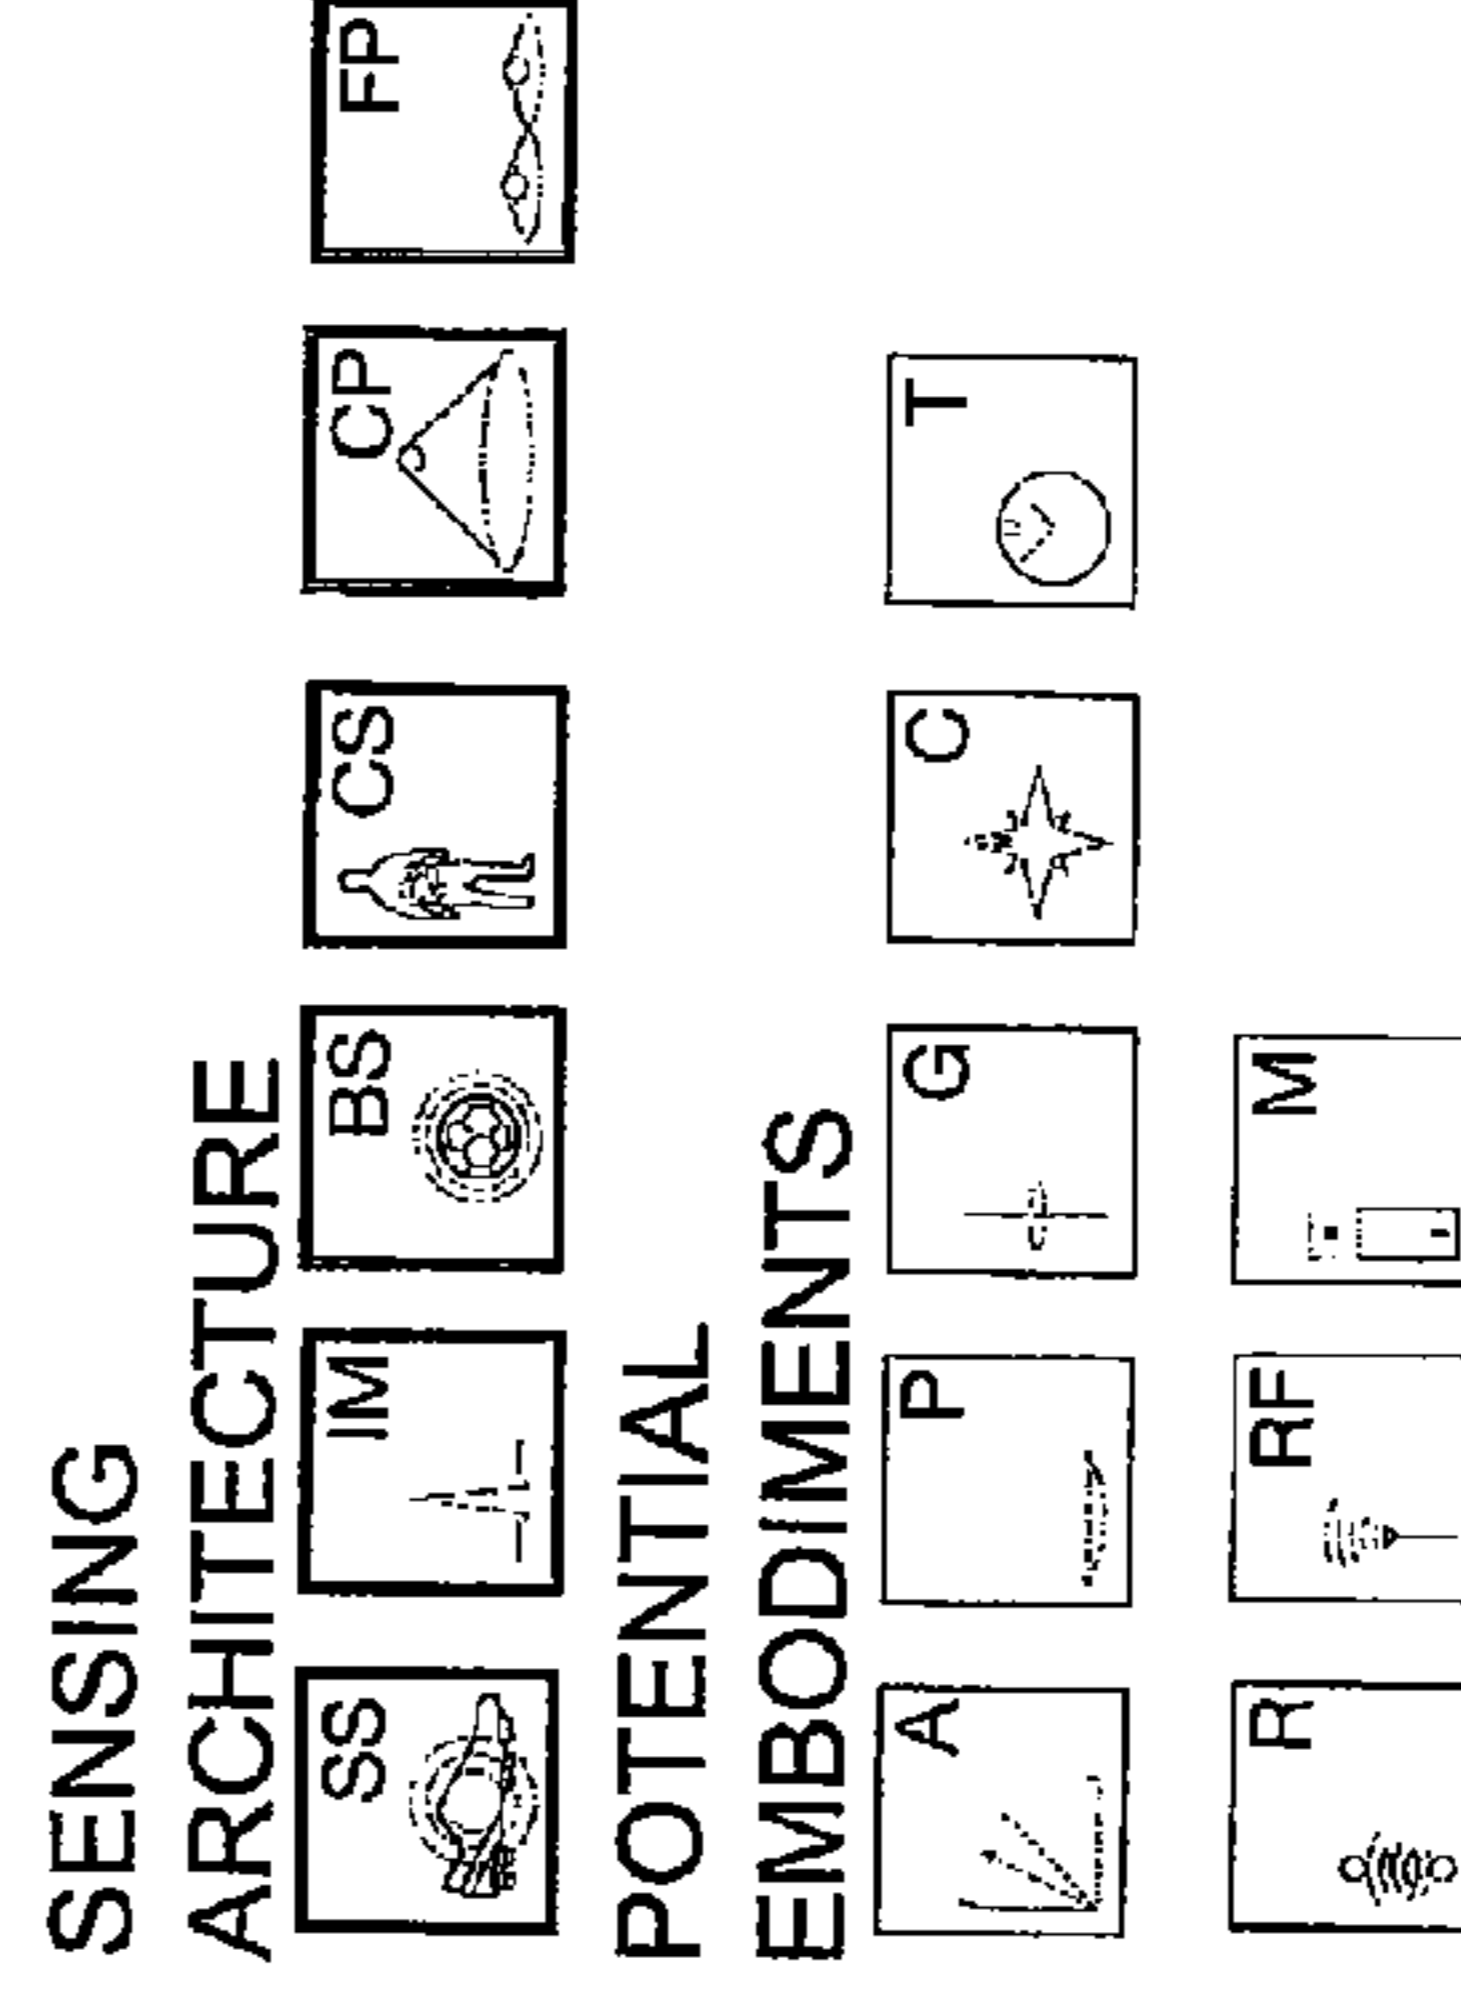 SENSING
ARCHITECTURE
SS IM BS CS CP FP
POTENTIAL
EMBODIMENTS
A P G C T
R RF M